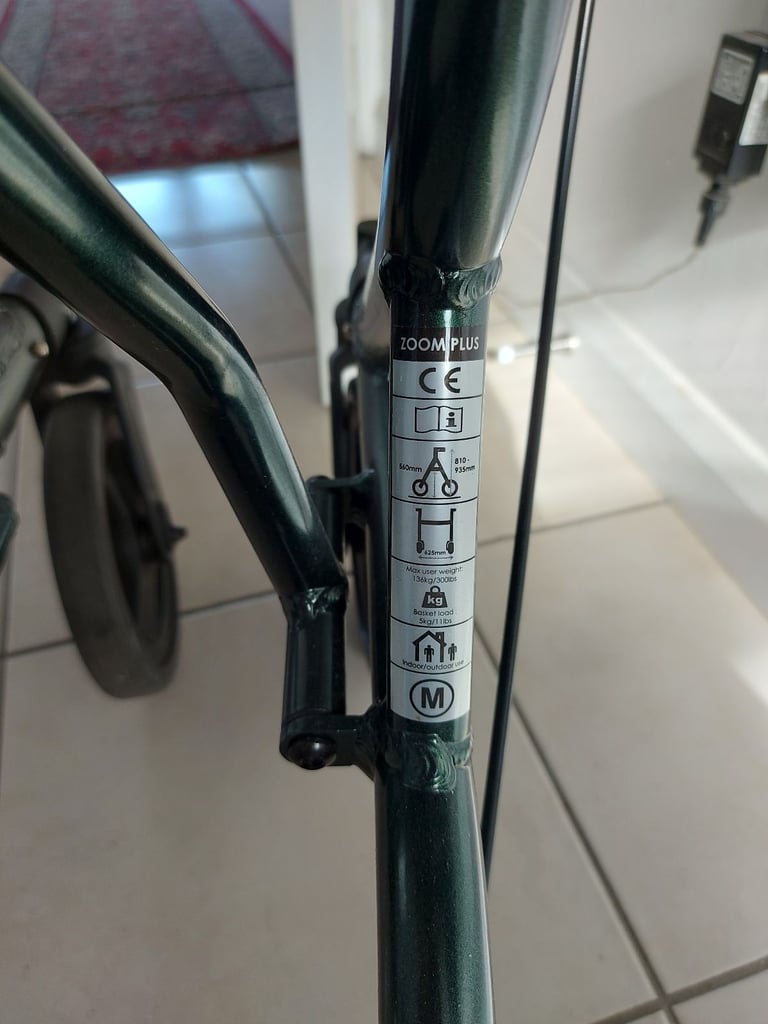 ZOOM PLUS
CE
i
560mm
810 -
935mm
625mm
Max user weight:
136kg/300lbs
kg
Basket load
5kg/11lbs
Indoor/outdoor use
M